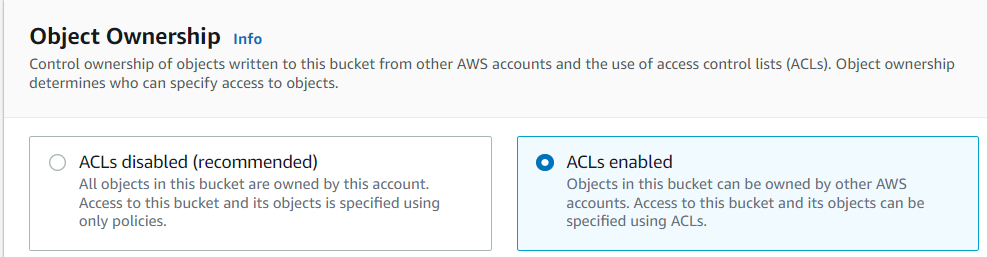 Object Ownership Info
Control ownership of objects written to this bucket from other AWS accounts and the use of access control lists (ACLs). Object ownership
determines who can specify access to objects.
ACLs disabled (recommended)
All objects in this bucket are owned by this account.
Access to this bucket and its objects is specified using
only policies.
ACLs enabled
Objects in this bucket can be owned by other AWS
accounts. Access to this bucket and its objects can be
specified using ACLs.